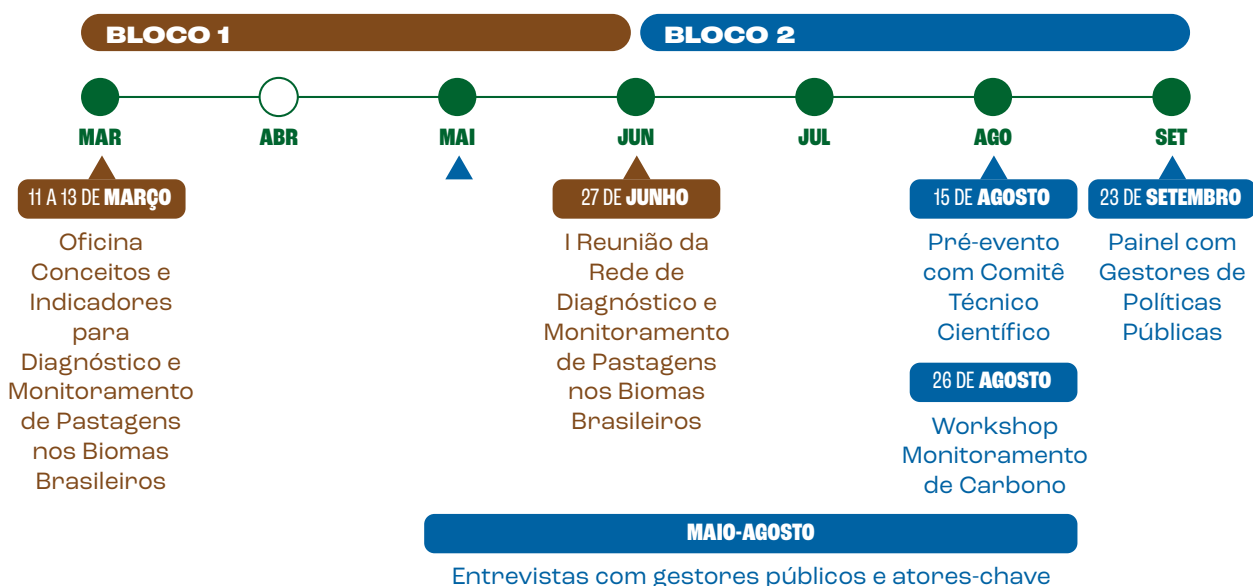 BLOCO 1
BLOCO 2
MAR
ABR
MAI
JUN
JUL
AGO
SET
11 A 13 DE MARÇO
Oficina
Conceitos e
Indicadores
para
Diagnóstico e
Monitoramento
de Pastagens
nos Biomas
Brasileiros
27 DE JUNHO
I Reunião da
Rede de
Diagnóstico e
Monitoramento
de Pastagens
nos Biomas
Brasileiros
15 DE AGOSTO
Pré-evento
com Comitê
Técnico
Científico
26 DE AGOSTO
Workshop
Monitoramento
de Carbono
23 DE SETEMBRO
Painel com
Gestores de
Políticas
Públicas
MAIO-AGOSTO
Entrevistas com gestores públicos e atores-chave